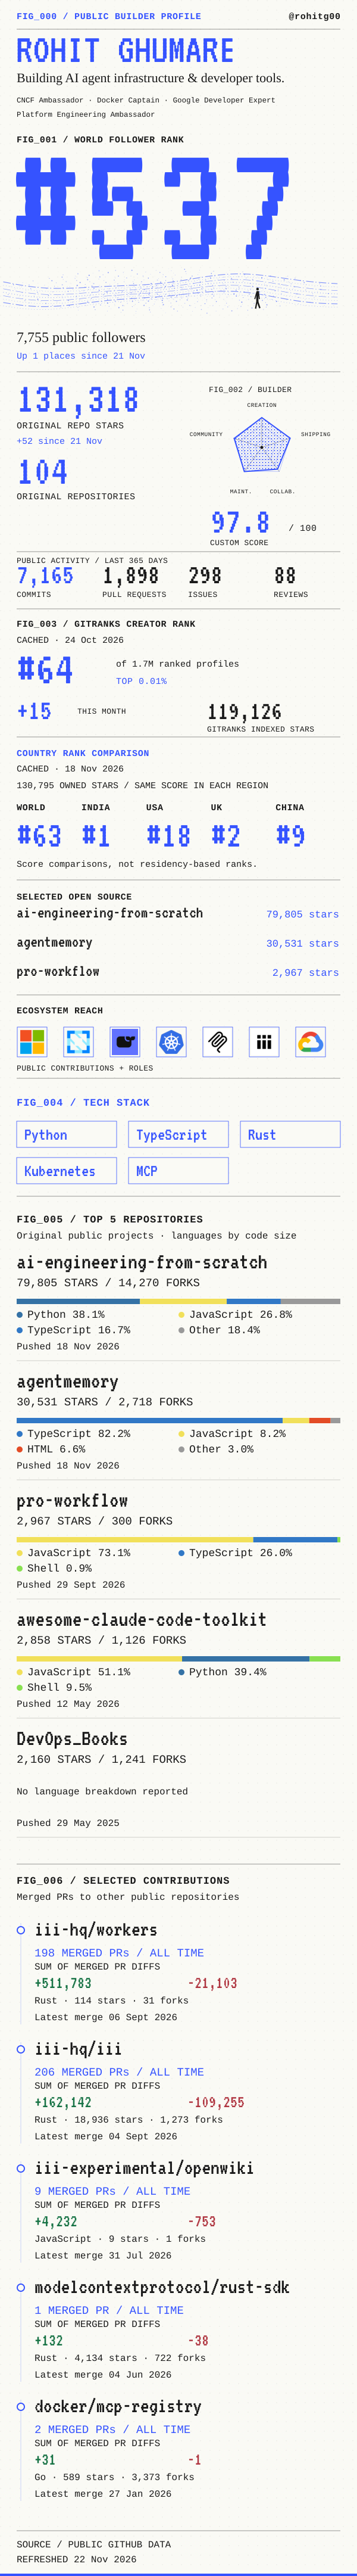 FIG_000 / PUBLIC BUILDER PROFILE @rohitg00
ROHIT GHUMARE
Building AI agent infrastructure & developer tools.
CNCF Ambassador · Docker Captain · Google Developer Expert
Platform Engineering Ambassador
FIG_001 / WORLD FOLLOWER RANK
#537
7,755 public followers
Up 1 places since 21 Nov
131,318
ORIGINAL REPO STARS
+52 since 21 Nov
104
ORIGINAL REPOSITORIES
FIG_002 / BUILDER
CREATION
COMMUNITY SHIPPING
MAINT. COLLAB.
97.8 / 100
CUSTOM SCORE
PUBLIC ACTIVITY / LAST 365 DAYS
7,165 1,898 298 88
COMMITS PULL REQUESTS ISSUES REVIEWS
FIG_003 / GITRANKS CREATOR RANK
CACHED · 24 Oct 2026
#64 of 1.7M ranked profiles
TOP 0.01%
+15 THIS MONTH 119,126
GITRANKS INDEXED STARS
COUNTRY RANK COMPARISON
CACHED · 18 Nov 2026
130,795 OWNED STARS / SAME SCORE IN EACH REGION
WORLD INDIA USA UK CHINA
#63 #1 #18 #2 #9
Score comparisons, not residency-based ranks.
SELECTED OPEN SOURCE
ai-engineering-from-scratch 79,805 stars
agentmemory 30,531 stars
pro-workflow 2,967 stars
ECOSYSTEM REACH
PUBLIC CONTRIBUTIONS + ROLES
FIG_004 / TECH STACK
Python TypeScript Rust
Kubernetes MCP
FIG_005 / TOP 5 REPOSITORIES
Original public projects · languages by code size
ai-engineering-from-scratch
79,805 STARS / 14,270 FORKS
Python 38.1% JavaScript 26.8%
TypeScript 16.7% Other 18.4%
Pushed 18 Nov 2026
agentmemory
30,531 STARS / 2,718 FORKS
TypeScript 82.2% JavaScript 8.2%
HTML 6.6% Other 3.0%
Pushed 18 Nov 2026
pro-workflow
2,967 STARS / 300 FORKS
JavaScript 73.1% TypeScript 26.0%
Shell 0.9%
Pushed 29 Sept 2026
awesome-claude-code-toolkit
2,858 STARS / 1,126 FORKS
JavaScript 51.1% Python 39.4%
Shell 9.5%
Pushed 12 May 2026
DevOps_Books
2,160 STARS / 1,241 FORKS
No language breakdown reported
Pushed 29 May 2025
FIG_006 / SELECTED CONTRIBUTIONS
Merged PRs to other public repositories
iii-hq/workers
198 MERGED PRs / ALL TIME
SUM OF MERGED PR DIFFS
+511,783 -21,103
Rust · 114 stars · 31 forks
Latest merge 06 Sept 2026
iii-hq/iii
206 MERGED PRs / ALL TIME
SUM OF MERGED PR DIFFS
+162,142 -109,255
Rust · 18,936 stars · 1,273 forks
Latest merge 04 Sept 2026
iii-experimental/openwiki
9 MERGED PRs / ALL TIME
SUM OF MERGED PR DIFFS
+4,232 -753
JavaScript · 9 stars · 1 forks
Latest merge 31 Jul 2026
modelcontextprotocol/rust-sdk
1 MERGED PR / ALL TIME
SUM OF MERGED PR DIFFS
+132 -38
Rust · 4,134 stars · 722 forks
Latest merge 04 Jun 2026
docker/mcp-registry
2 MERGED PRs / ALL TIME
SUM OF MERGED PR DIFFS
+31 -1
Go · 589 stars · 3,373 forks
Latest merge 27 Jan 2026
SOURCE / PUBLIC GITHUB DATA
REFRESHED 22 Nov 2026